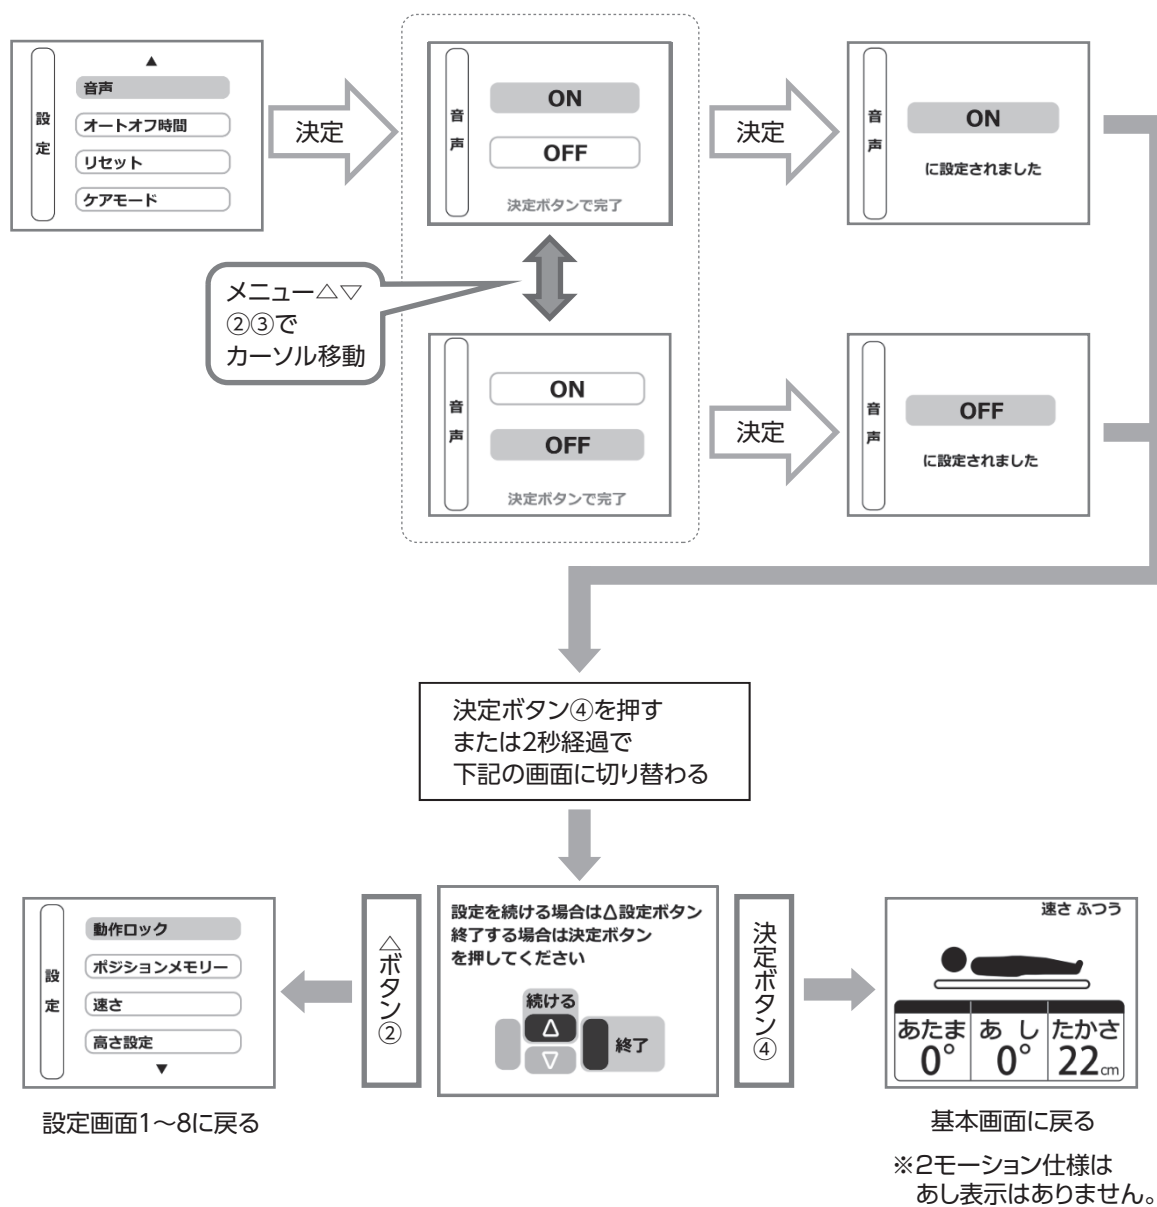 ▲
設定
音声
オートオフ時間
リセット
ケアモード
決定
音声
ON
OFF
決定ボタンで完了
決定
音声
ON
に設定されました
メニュー△▽
②③で
カーソル移動
音声
ON
OFF
決定ボタンで完了
決定
音声
OFF
に設定されました
決定ボタン④を押す
または2秒経過で
下記の画面に切り替わる
設定
動作ロック
ポジションメモリー
速さ
高さ設定
▼
設定画面1～8に戻る
△ボタン②
設定を続ける場合は△設定ボタン
終了する場合は決定ボタン
を押してください
続ける
△
▽
終了
決定ボタン④
速さ ふつう
あたま あし たかさ
0° 0° 22cm
基本画面に戻る
※2モーション仕様は
あし表示はありません。